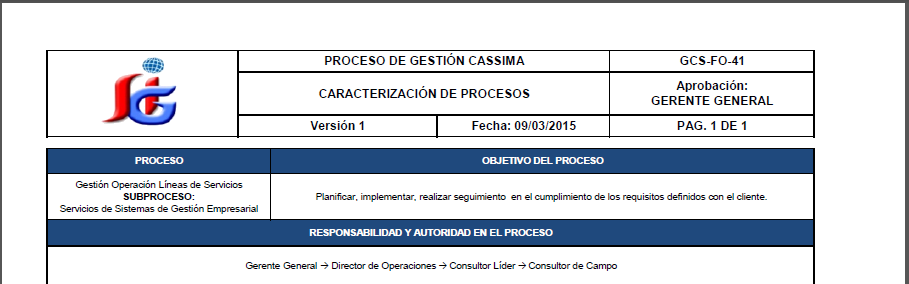 PROCESO DE GESTIÓN CASSIMA
GCS-FO-41
CARACTERIZACIÓN DE PROCESOS
Aprobación:
GERENTE GENERAL
Versión 1
Fecha: 09/03/2015
PAG. 1 DE 1
PROCESO
OBJETIVO DEL PROCESO
Gestión Operación Líneas de Servicios
SUBPROCESO:
Servicios de Sistemas de Gestión Empresarial
Planificar, implementar, realizar seguimiento en el cumplimiento de los requisitos definidos con el cliente.
RESPONSABILIDAD Y AUTORIDAD EN EL PROCESO
Gerente General → Director de Operaciones → Consultor Líder → Consultor de Campo